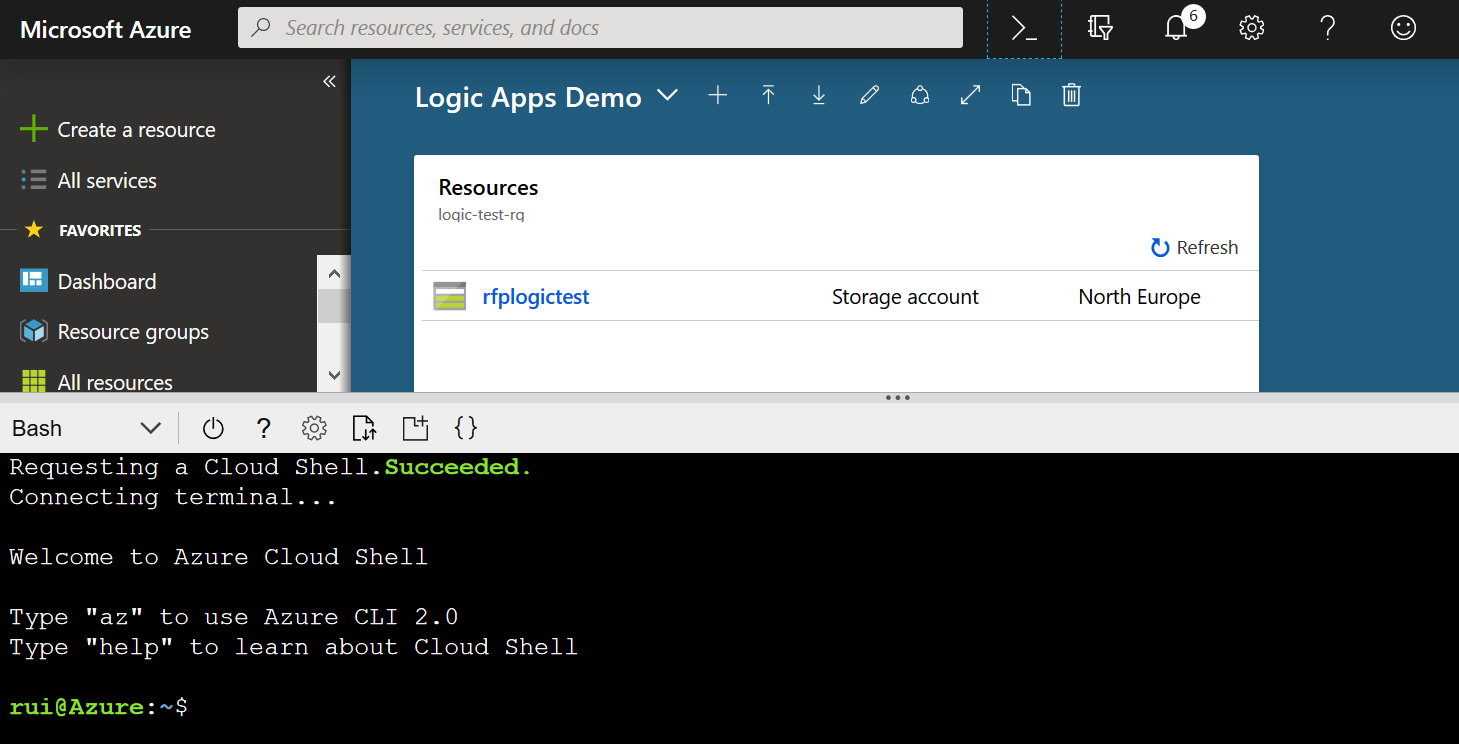 Microsoft Azure
Search resources, services, and docs
6
Create a resource
All services
FAVORITES
Dashboard
Resource groups
All resources
Logic Apps Demo
Resources
logic-test-rg
Refresh
rfplogictest Storage account North Europe
Bash
Requesting a Cloud Shell.Succeeded.
Connecting terminal...
Welcome to Azure Cloud Shell
Type "az" to use Azure CLI 2.0
Type "help" to learn about Cloud Shell
rui@Azure:~$